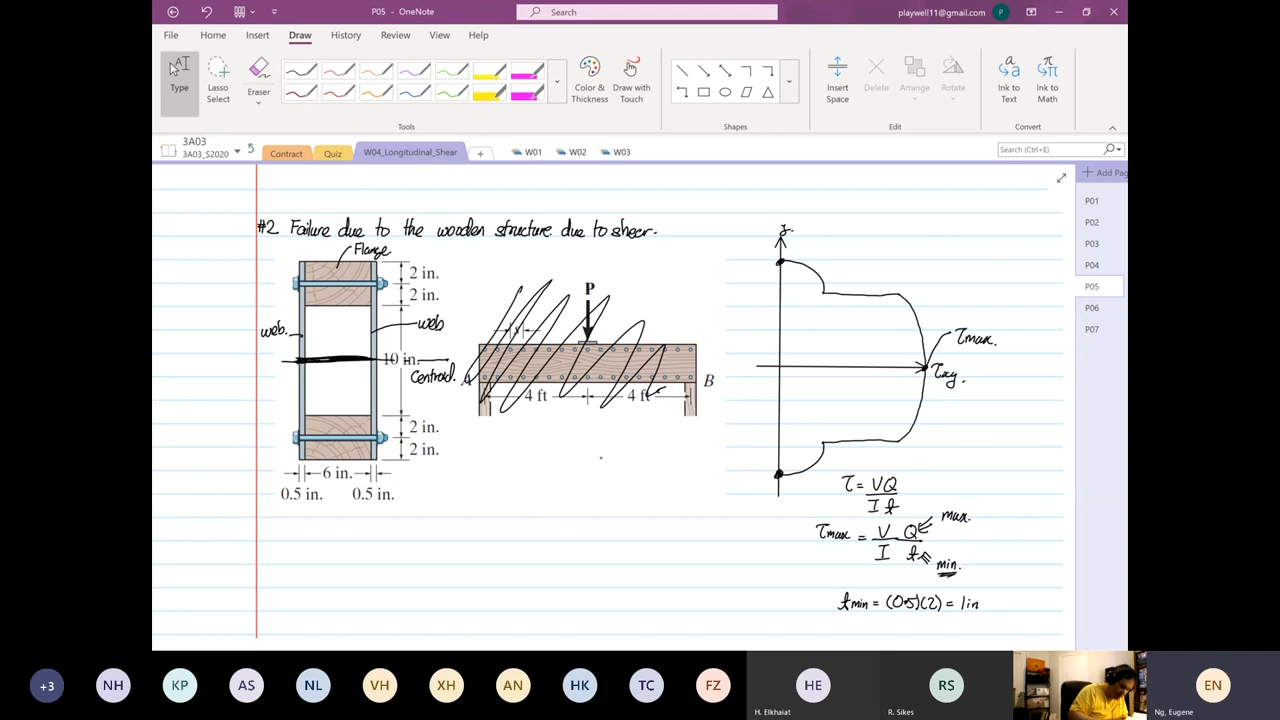 P05 - OneNote
Search
playwell11@gmail.com
P
File
Home
Insert
Draw
History
Review
View
Help
Type
Lasso Select
Eraser
Color & Thickness
Draw with Touch
Insert Space
Delete
Arrange
Rotate
Ink to Text
Ink to Math
Tools
Shapes
Edit
Convert
3A03
3A03_S2020
5
Contract
Quiz
W04_Longitudinal_Shear
W01
W02
W03
Search (Ctrl+E)
Add Pag
P01
P02
P03
P04
P05
P06
P07
#2. Failure due to the wooden structure due to shear.
Flange
2 in.
2 in.
web.
web
10 in.
Centroid.
2 in.
2 in.
6 in.
0.5 in.
0.5 in.
P
s
A
B
4 ft
4 ft
y.
τmax.
τxy.
τ = VQ / I t
τmax = V Q / I t
max.
min.
tmin = (0.5)(2) = 1in
+3
NH
KP
AS
NL
VH
XH
AN
HK
TC
FZ
HE
H. Elkhaiat
RS
R. Sikes
EN
Ng, Eugene